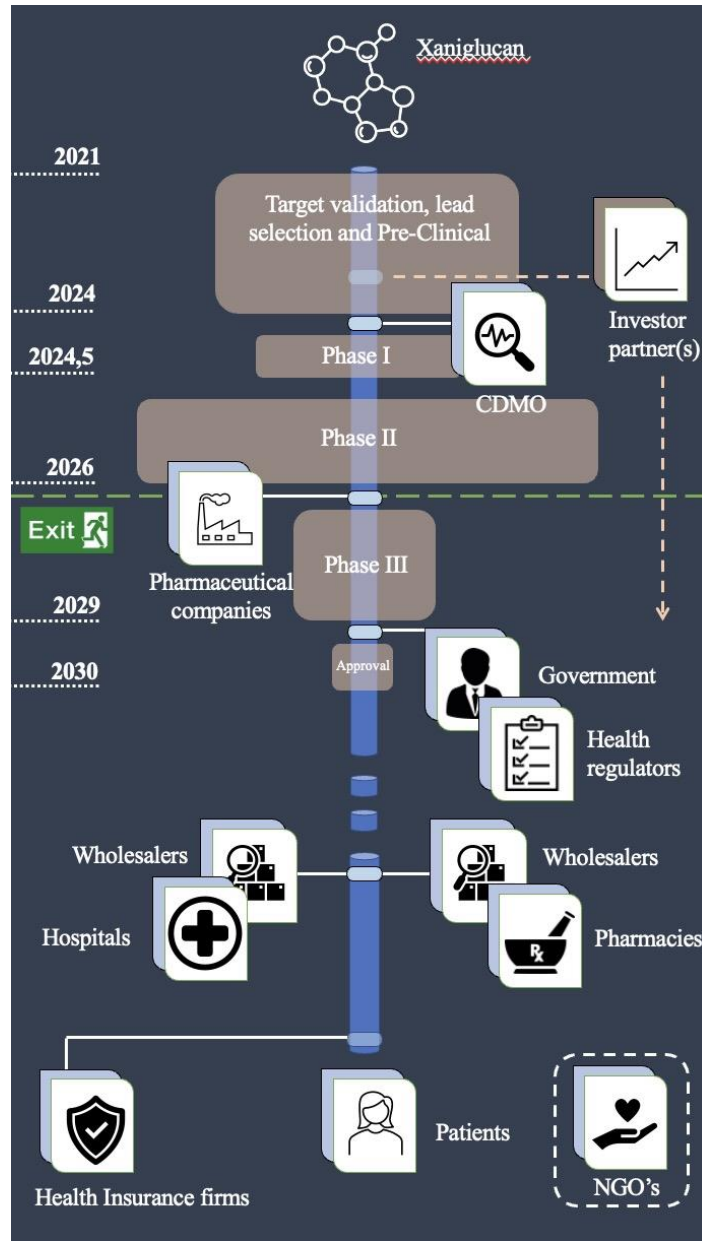 Xaniglucan
2021
Target validation, lead
selection and Pre-Clinical
2024
Investor
partner(s)
2024,5
Phase I
CDMO
Phase II
2026
Exit
Phase III
Pharmaceutical
companies
2029
Approval
2030
Government
Health
regulators
Wholesalers
Wholesalers
Hospitals
Rx
Pharmacies
Health Insurance firms
Patients
NGO’s